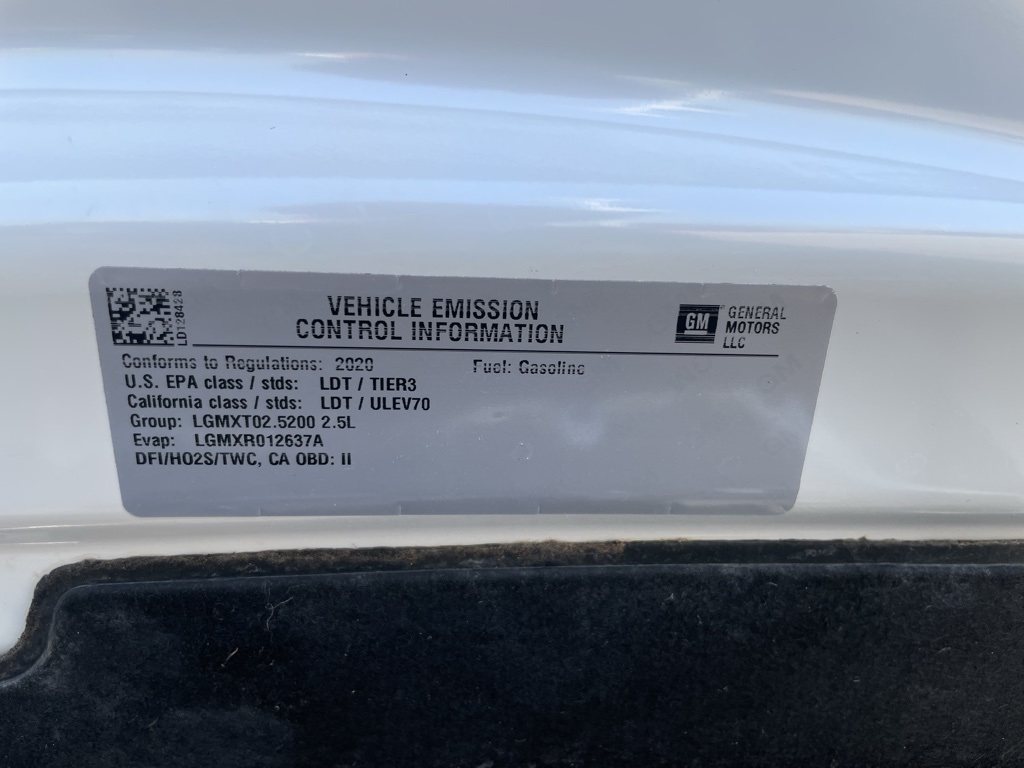 LD128428
VEHICLE EMISSION
CONTROL INFORMATION
GM
GENERAL
MOTORS
LLC
Conforms to Regulations: 2020 Fuel: Gasoline
U.S. EPA class / stds: LDT / TIER3
California class / stds: LDT / ULEV70
Group: LGMXT02.5200 2.5L
Evap: LGMXR012637A
DFI/HO2S/TWC, CA OBD: II